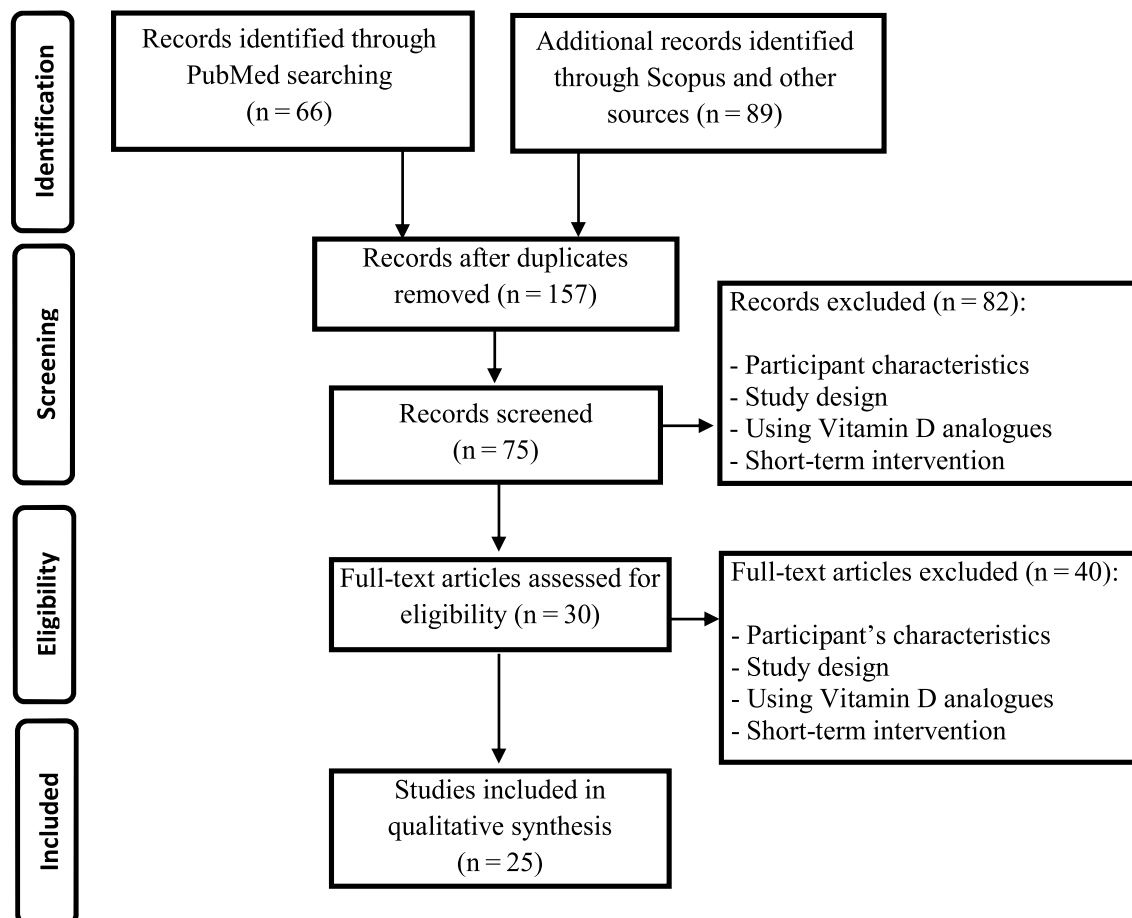 Identification
Records identified through
PubMed searching
(n = 66)
Additional records identified
through Scopus and other
sources (n = 89)
Screening
Records after duplicates
removed (n = 157)
Records excluded (n = 82):
- Participant characteristics
- Study design
- Using Vitamin D analogues
- Short-term intervention
Records screened
(n = 75)
Eligibility
Full-text articles assessed for
eligibility (n = 30)
Full-text articles excluded (n = 40):
- Participant’s characteristics
- Study design
- Using Vitamin D analogues
- Short-term intervention
Included
Studies included in
qualitative synthesis
(n = 25)